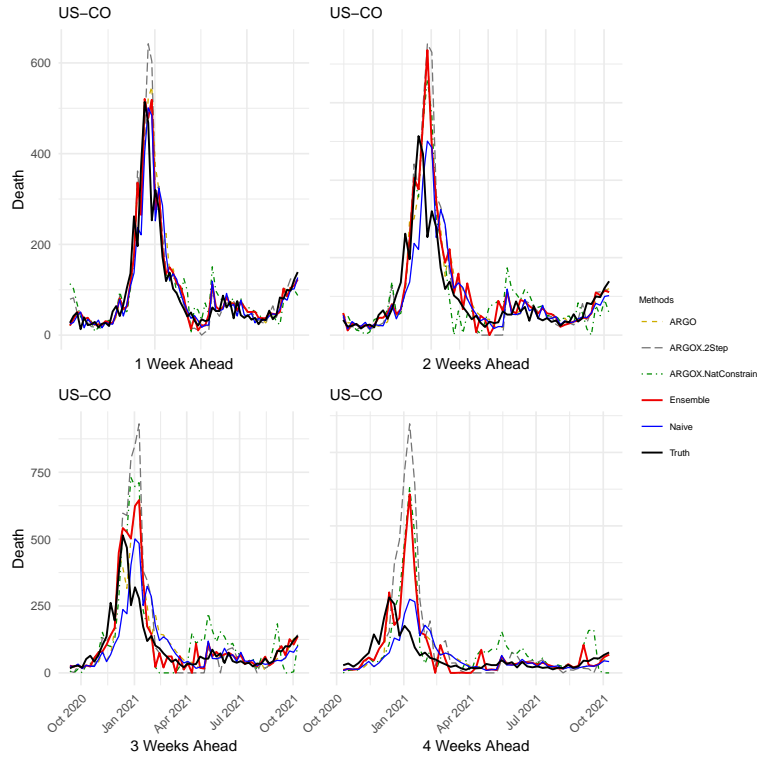 US−CO
US−CO
600
400
200
0
Death
1 Week Ahead
2 Weeks Ahead
Methods
ARGO
ARGOX.2Step
ARGOX.NatConstrain
Ensemble
Naive
Truth
US−CO
US−CO
750
500
250
0
Death
Oct 2020
Jan 2021
Apr 2021
Jul 2021
Oct 2021
Oct 2020
Jan 2021
Apr 2021
Jul 2021
Oct 2021
3 Weeks Ahead
4 Weeks Ahead